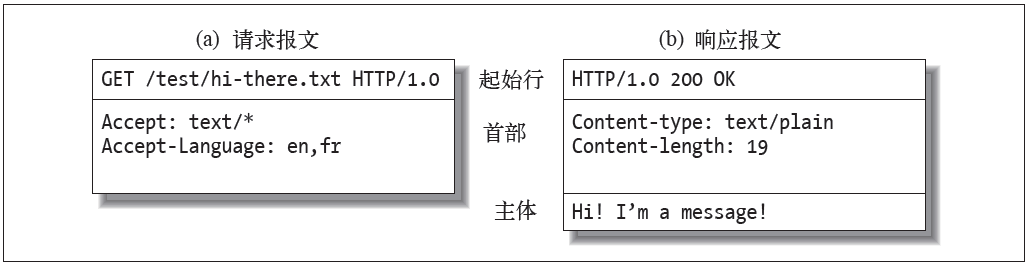 (a) 请求报文
GET /test/hi-there.txt HTTP/1.0
Accept: text/*
Accept-Language: en,fr
起始行
首部
主体
(b) 响应报文
HTTP/1.0 200 OK
Content-type: text/plain
Content-length: 19
Hi! I’m a message!